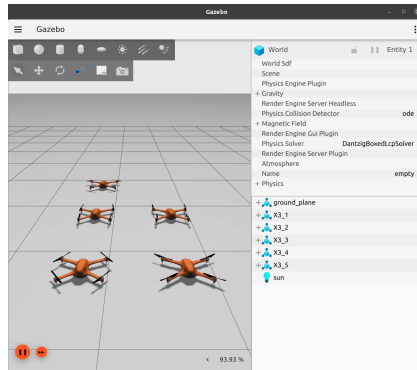 Gazebo
Gazebo
World
Entity 1
World Sdf
Scene
Physics Engine Plugin
+ Gravity
Render Engine Server Headless
Physics Collision Detector ode
+ Magnetic Field
Render Engine Gui Plugin
Physics Solver DantzigBoxedLcpSolver
Render Engine Server Plugin
Atmosphere
Name empty
+ Physics
+ ground_plane
+ X3_1
+ X3_2
+ X3_3
+ X3_4
+ X3_5
sun
< 93.93 %